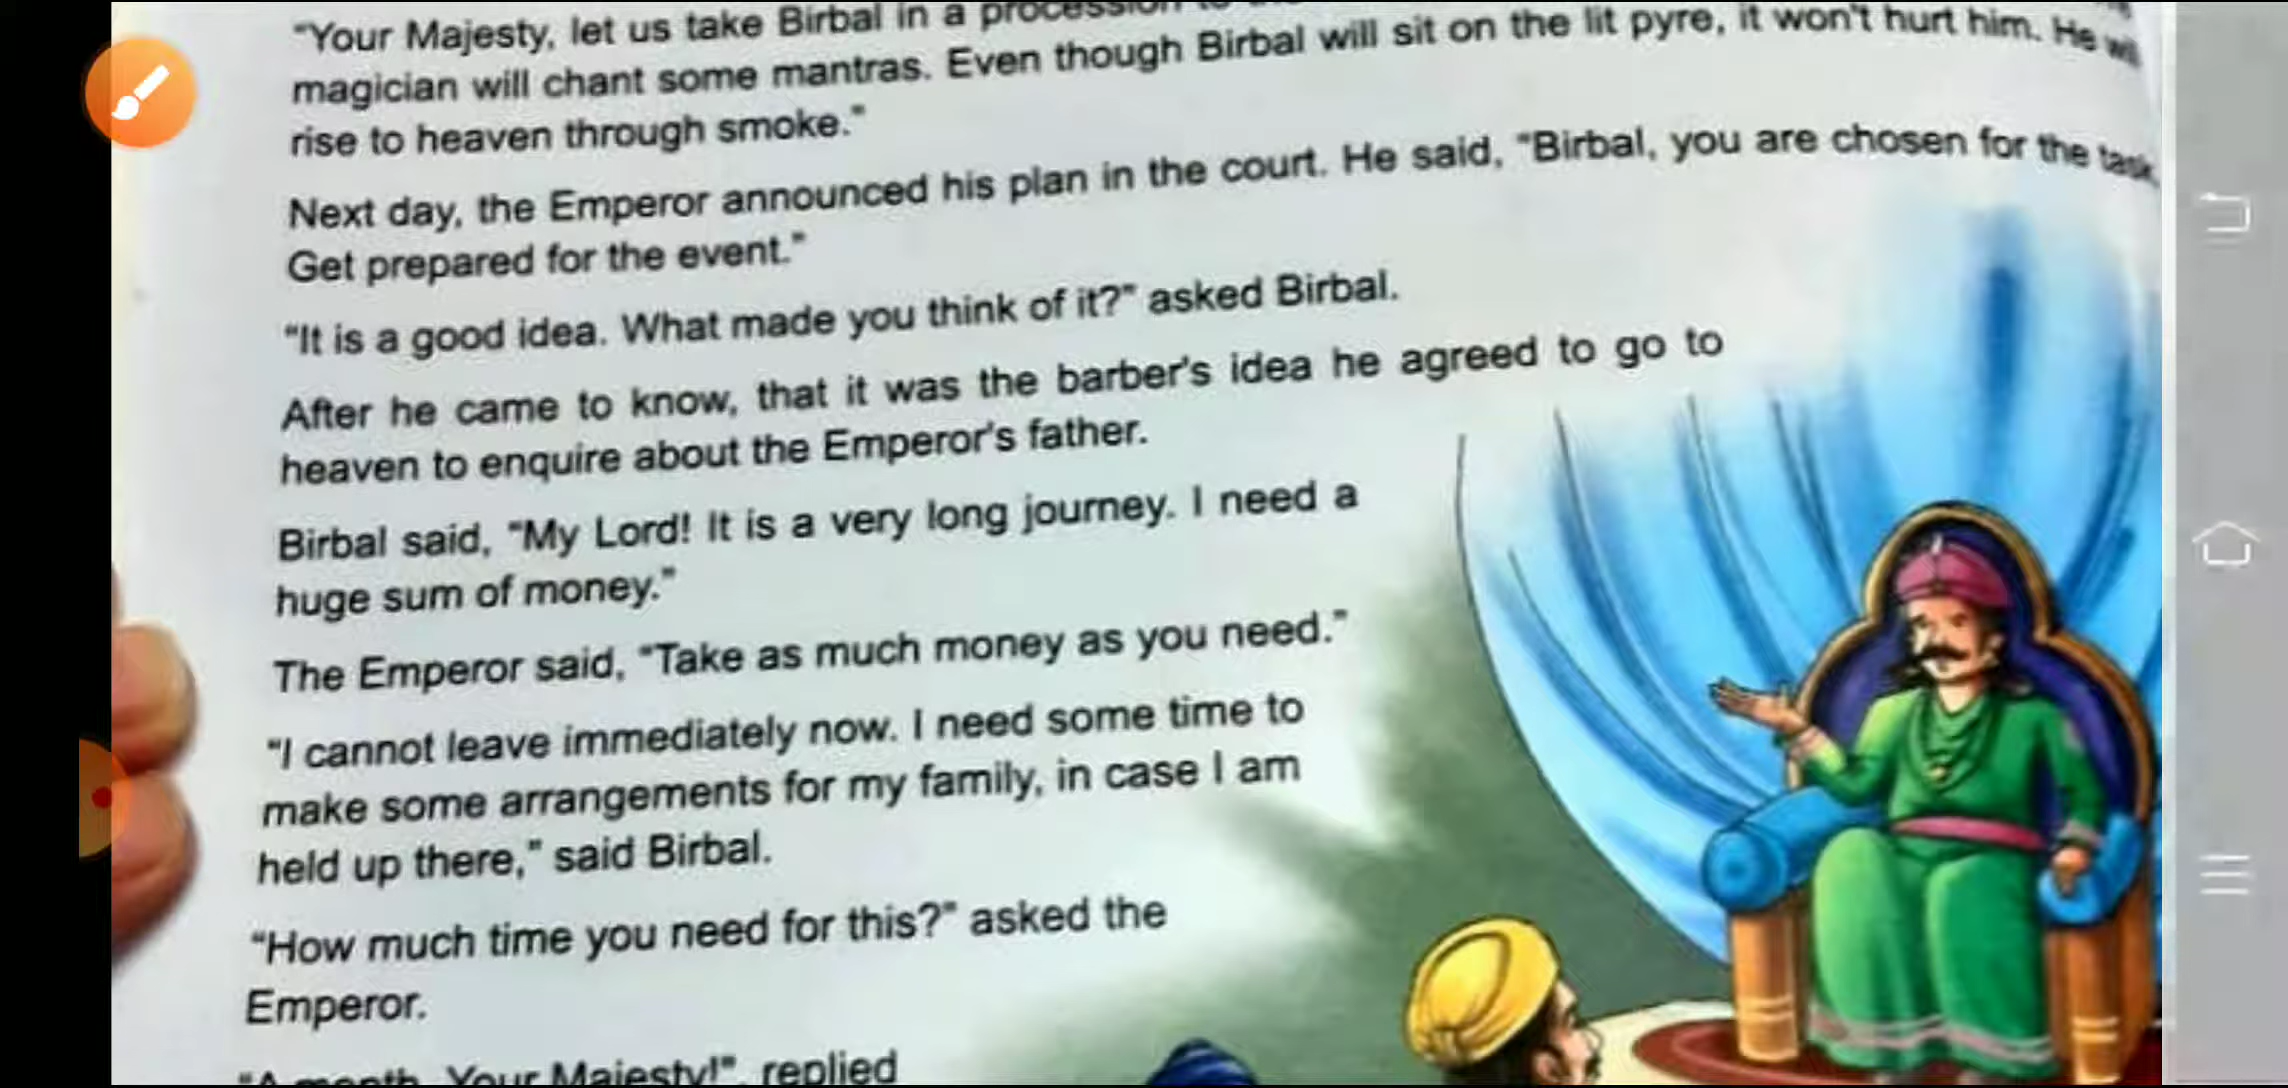 "Your Majesty, let us take Birbal in a procession to
magician will chant some mantras. Even though Birbal will sit on the lit pyre, it won't hurt him. He will
rise to heaven through smoke."
Next day, the Emperor announced his plan in the court. He said, "Birbal, you are chosen for the task.
Get prepared for the event."
"It is a good idea. What made you think of it?" asked Birbal.
After he came to know, that it was the barber's idea he agreed to go to
heaven to enquire about the Emperor's father.
Birbal said, "My Lord! It is a very long journey. I need a
huge sum of money."
The Emperor said, "Take as much money as you need."
"I cannot leave immediately now. I need some time to
make some arrangements for my family, in case I am
held up there," said Birbal.
"How much time you need for this?" asked the
Emperor.
"A month, Your Majesty!", replied